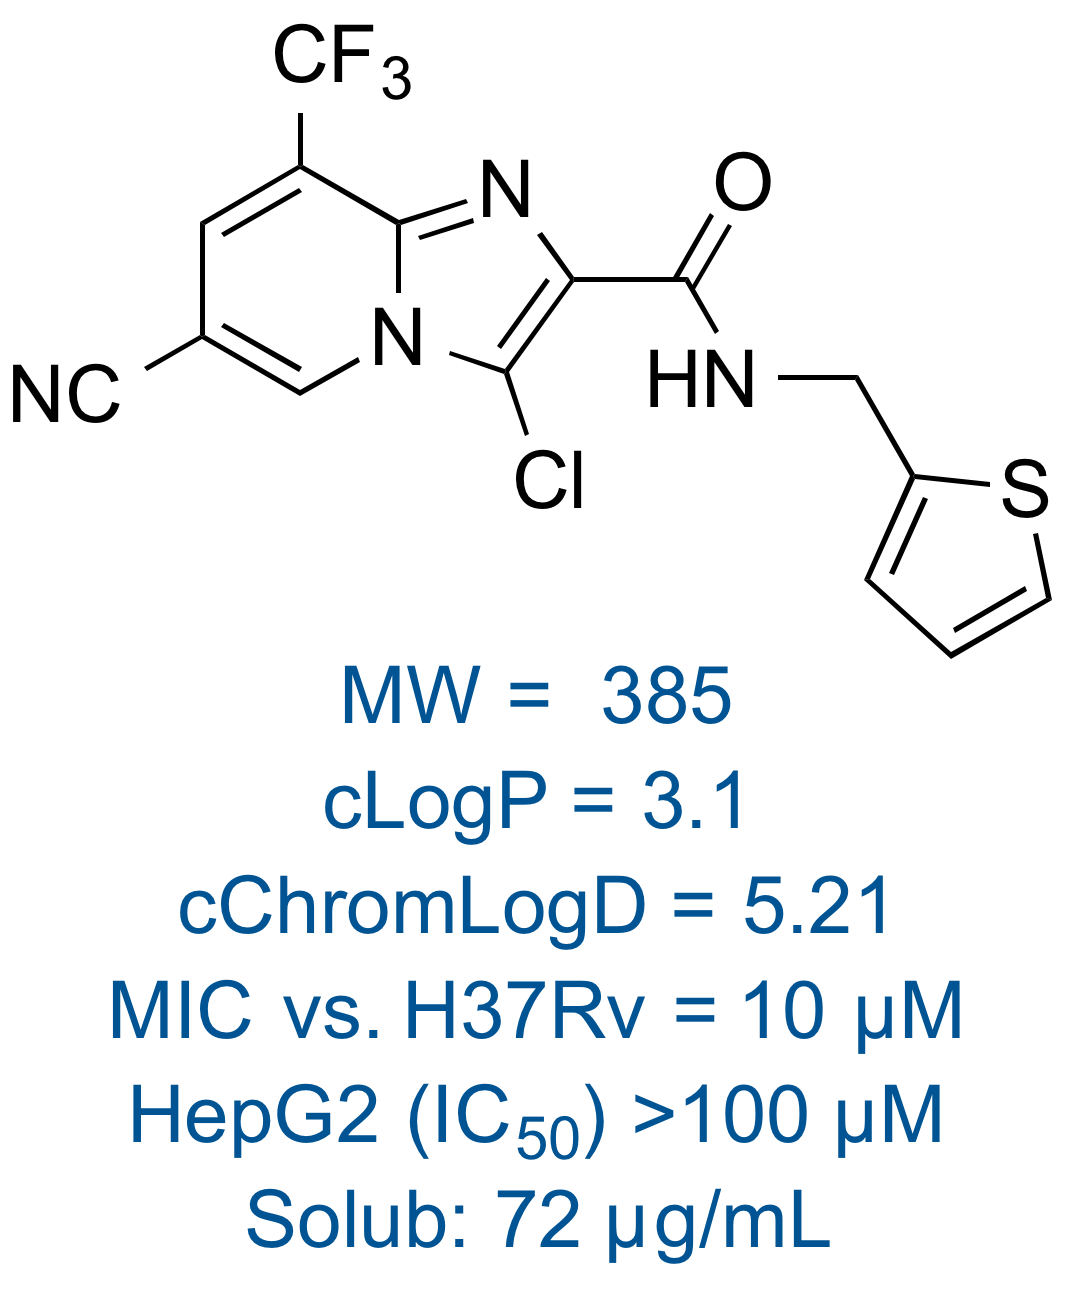 CF3
N
O
N
HN
NC
Cl
S
MW = 385
cLogP = 3.1
cChromLogD = 5.21
MIC vs. H37Rv = 10 µM
HepG2 (IC50) >100 µM
Solub: 72 µg/mL